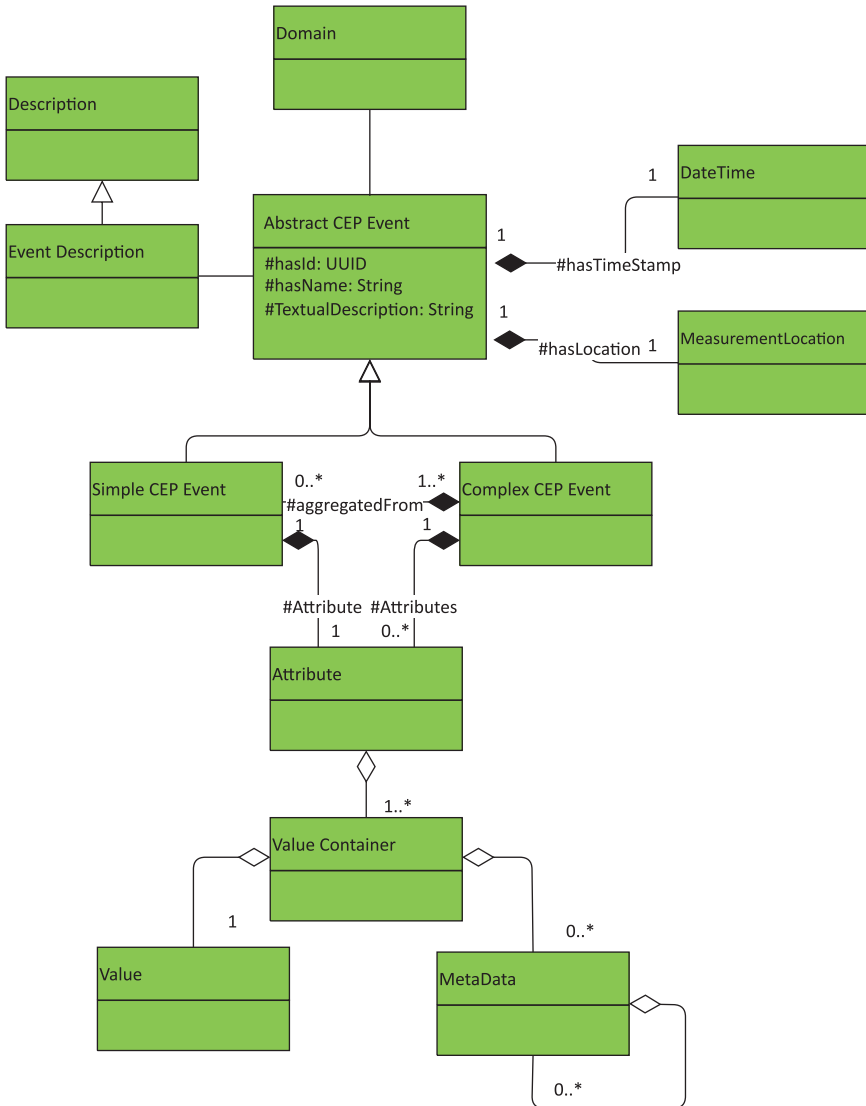 Domain
Description
1
DateTime
Abstract CEP Event
1
Event Description
#hasId: UUID
#hasTimeStamp
#hasName: String
#TextualDescription: String
1
#hasLocation
1
MeasurementLocation
0..*
1..*
Simple CEP Event
Complex CEP Event
#aggregatedFrom
1
1
#Attribute
#Attributes
1
0..*
Attribute
1..*
Value Container
1
0..*
Value
MetaData
0..*